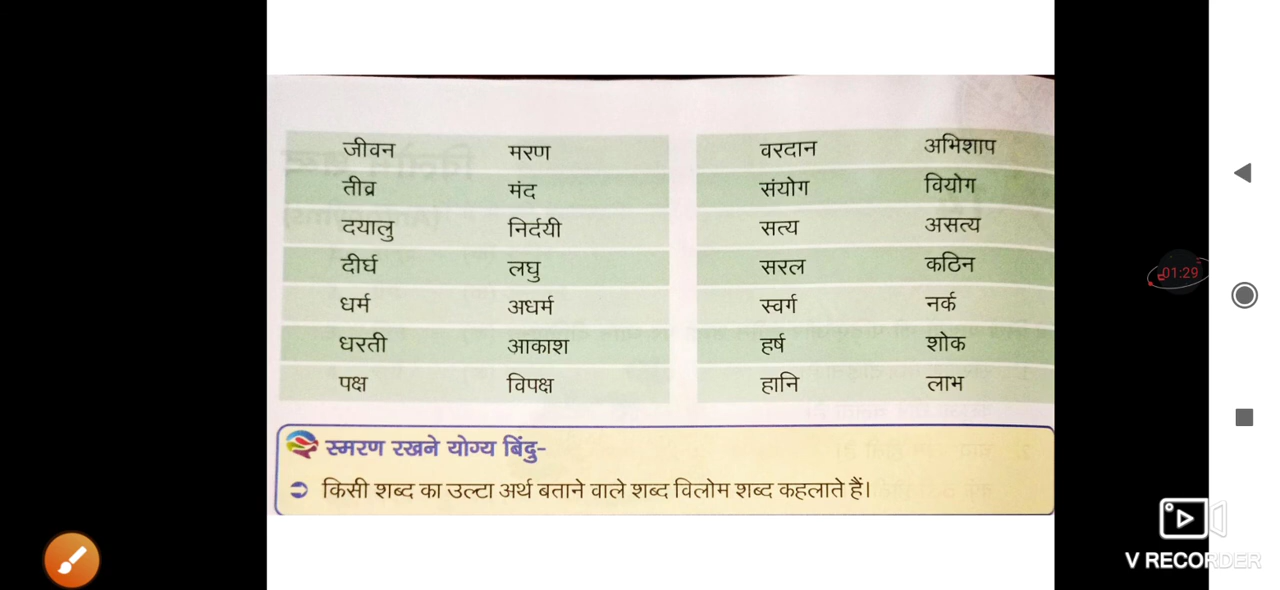 जीवन मरण वरदान अभिशाप
तीव्र मंद संयोग वियोग
दयालु निर्दयी सत्य असत्य
दीर्घ लघु सरल कठिन
धर्म अधर्म स्वर्ग नर्क
धरती आकाश हर्ष शोक
पक्ष विपक्ष हानि लाभ
स्मरण रखने योग्य बिंदु-
किसी शब्द का उल्टा अर्थ बताने वाले शब्द विलोम शब्द कहलाते हैं।
01:29
V RECORDER